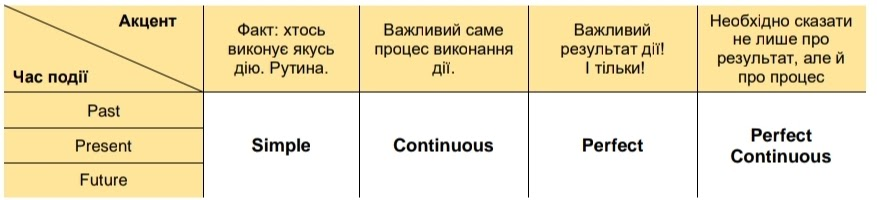 Акцент
Час події
Факт: хтось
виконує якусь
дію. Рутина.
Важливий саме
процес виконання
дії.
Важливий
результат дії!
І тільки!
Необхідно сказати
не лише про
результат, але й
про процес
Past
Present
Future
Simple
Continuous
Perfect
Perfect
Continuous